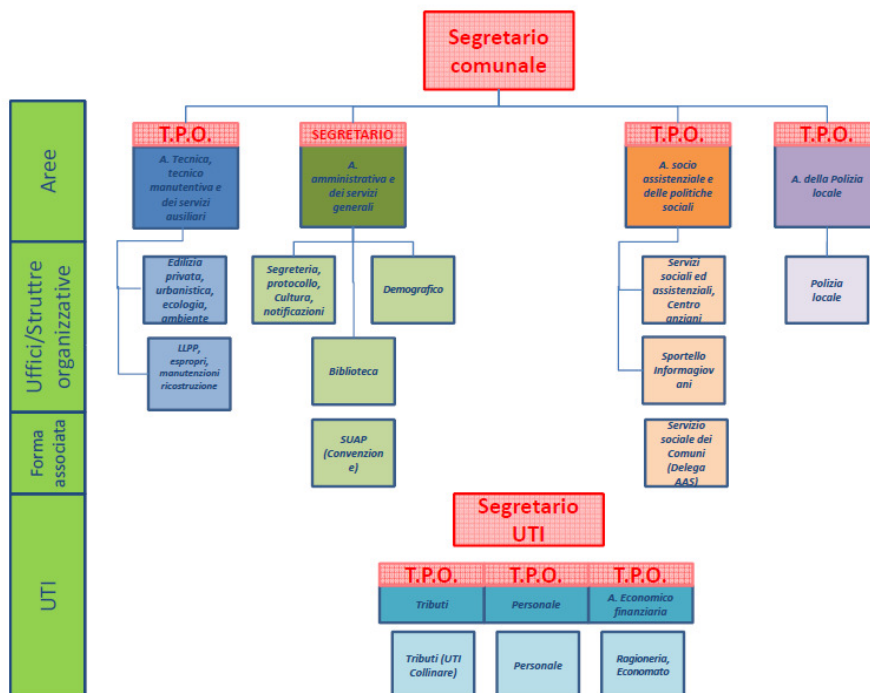 Segretario
comunale
Aree
T.P.O.
A. Tecnica,
tecnico
manutentiva e
dei servizi
ausiliari
SEGRETARIO
A.
amministrativa e
dei servizi
generali
T.P.O.
A. socio
assistenziale e
delle politiche
sociali
T.P.O.
A. della Polizia
locale
Uffici/Struttre
organizzative
Edilizia
privata,
urbanistica,
ecologia,
ambiente
Segreteria,
protocollo,
Cultura,
notificazioni
Demografico
Servizi
sociali ed
assistenziali,
Centro
anziani
Polizia
locale
LLPP,
espropri,
manutenzioni
ricostruzione
Biblioteca
Sportello
Informagiov
ani
Forma
associata
SUAP
(Convenzion
e)
Servizio
sociale dei
Comuni
(Delega
AAS)
UTI
Segretario
UTI
T.P.O.
T.P.O.
T.P.O.
Tributi
Personale
A. Economico
finanziaria
Tributi (UTI
Collinare)
Personale
Ragioneria,
Economato